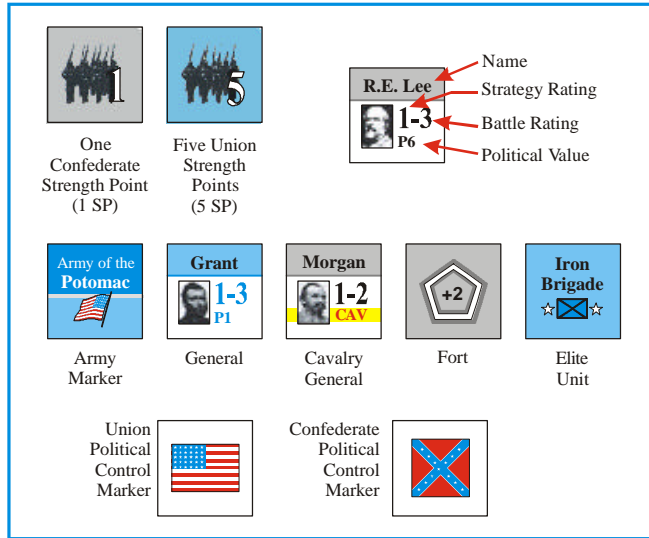 1
One
Confederate
Strength Point
(1 SP)
5
Five Union
Strength
Points
(5 SP)
R.E. Lee
1-3
P6
Name
Strategy Rating
Battle Rating
Political Value
Army of the
Potomac
Army
Marker
Grant
1-3
P1
General
Morgan
1-2
CAV
Cavalry
General
+2
Fort
Iron
Brigade
Elite
Unit
Union
Political
Control
Marker
Confederate
Political
Control
Marker